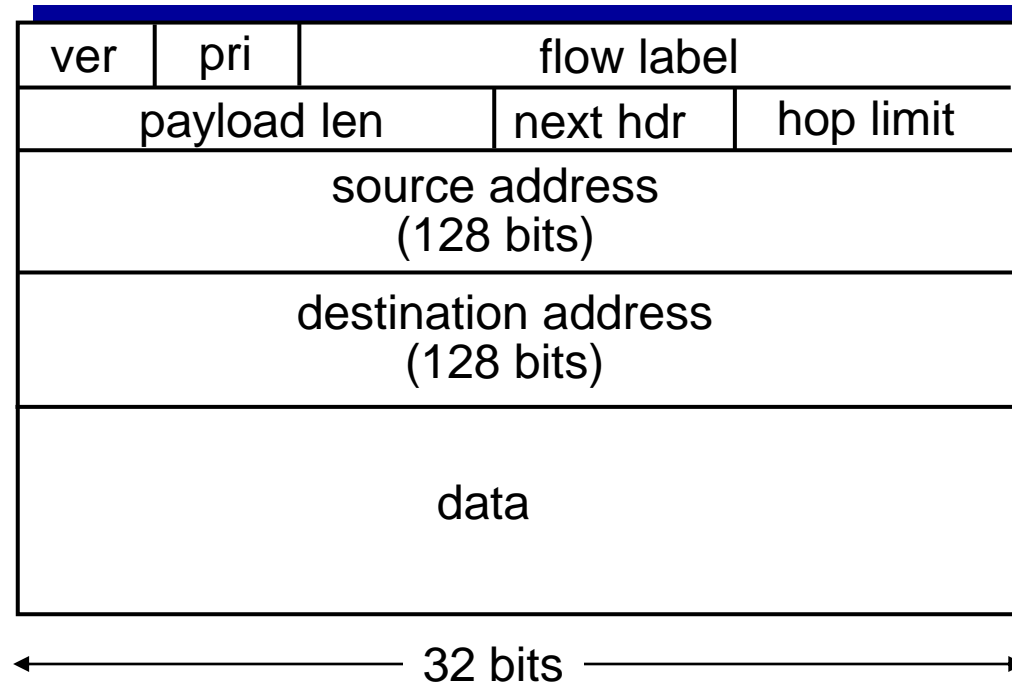 ver pri flow label
payload len next hdr hop limit
source address
(128 bits)
destination address
(128 bits)
data
32 bits